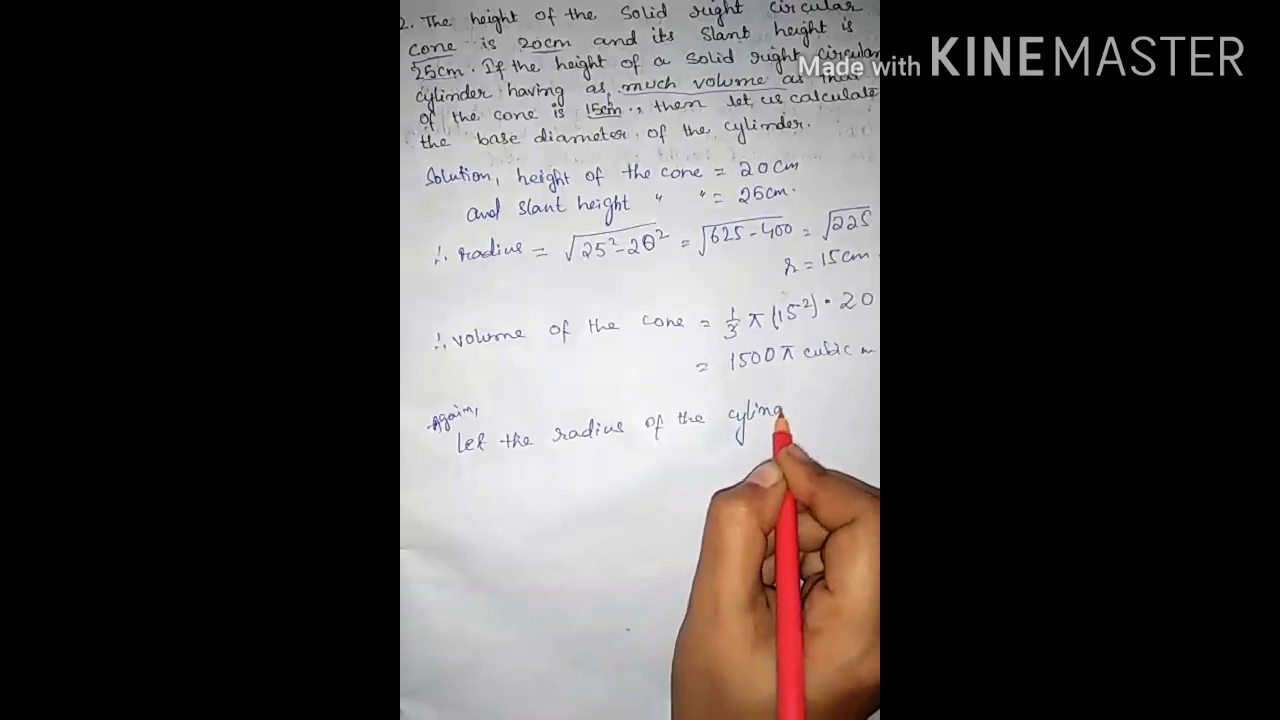 2. The height of the solid right circular
cone is 20cm and its slant height is
25cm. If the height of a solid right circular
cylinder having as much volume as that
of the cone is 15cm, then let us calculate
the base diameter of the cylinder.
Solution, height of the cone = 20cm
and slant height " " = 25cm.
∴ radius = √25²-20² = √625-400 = √225
r = 15cm
∴ volume of the cone = 1/3 π (15²) · 20
= 1500π cubic
Again,
Let the radius of the cylind
Made with KINEMASTER